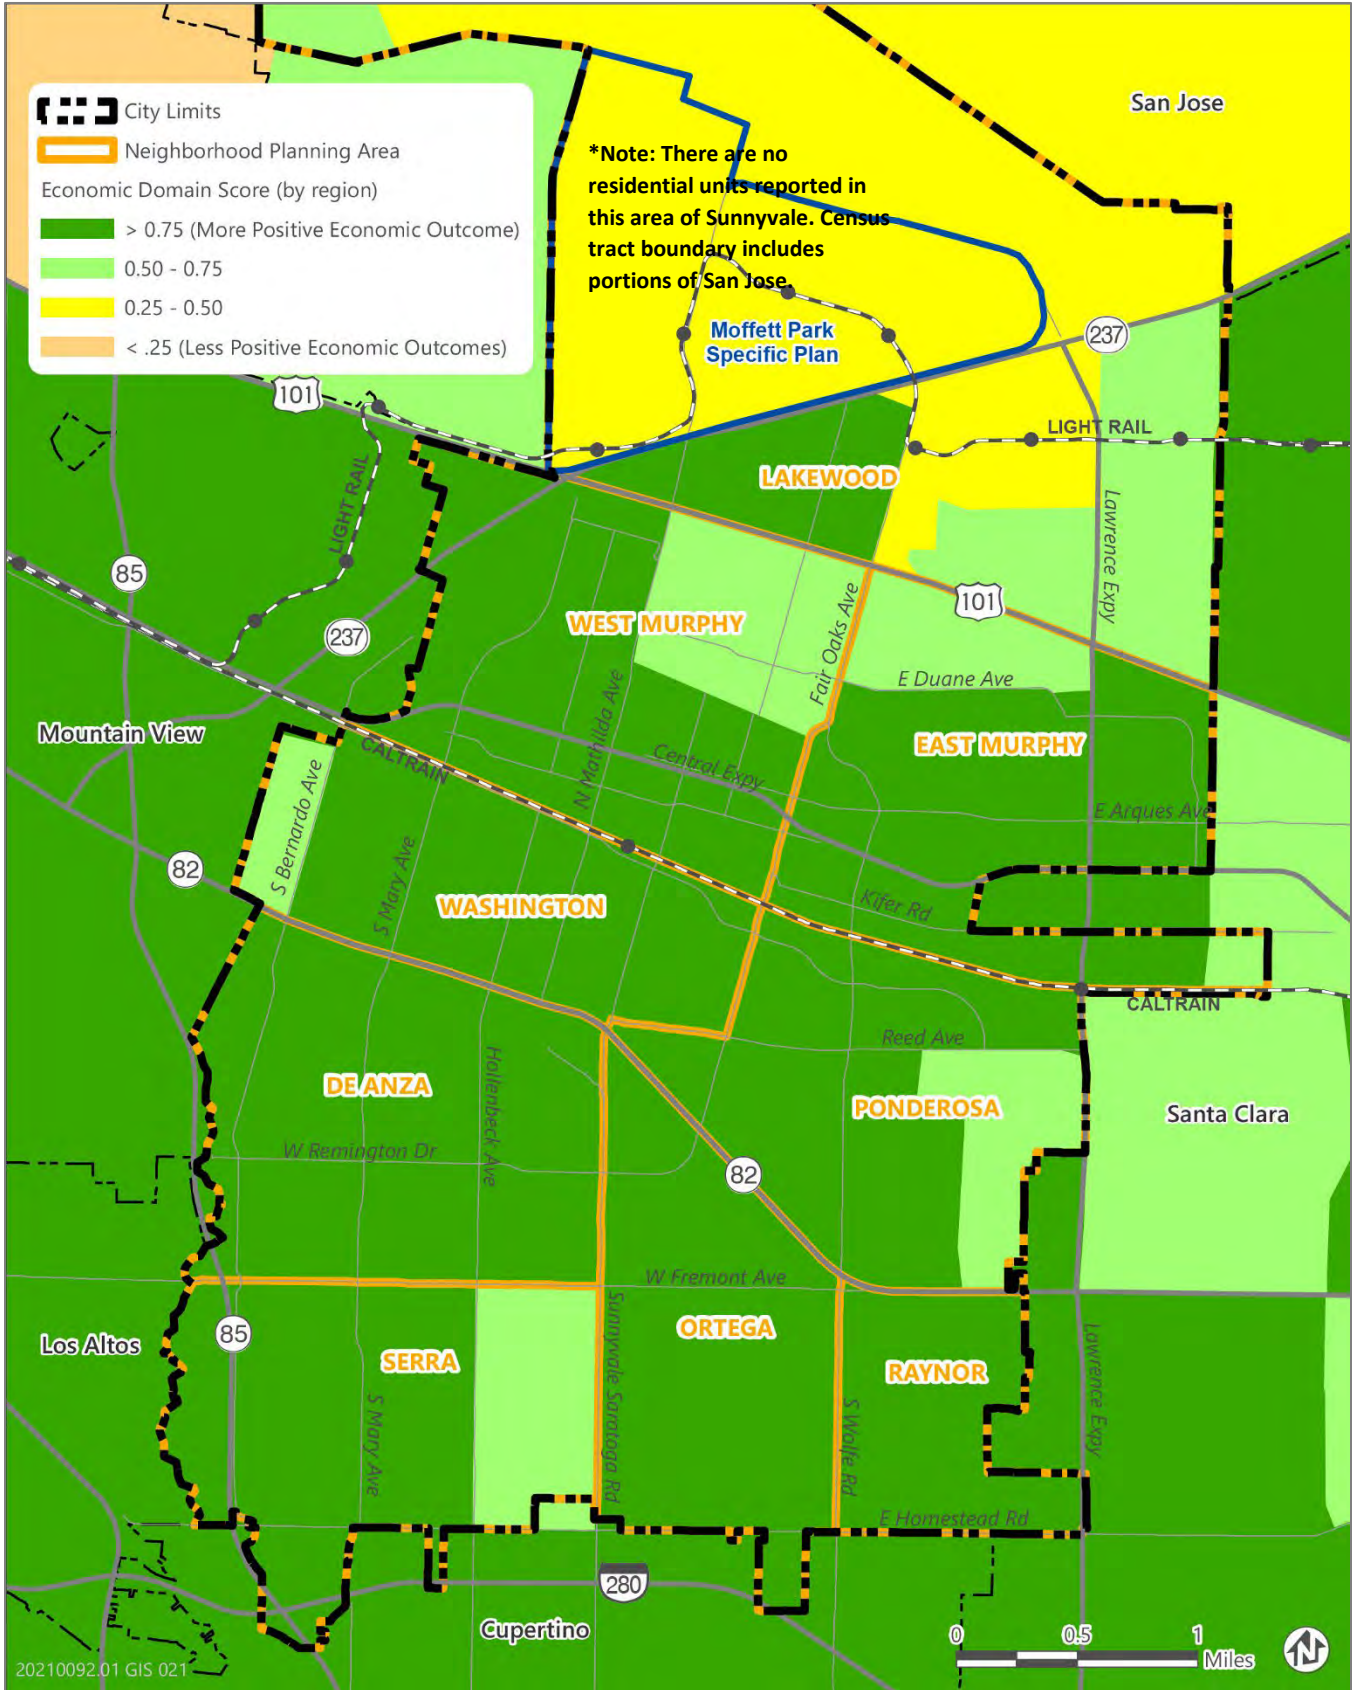 San Jose
City Limits
Neighborhood Planning Area
Economic Domain Score (by region)
> 0.75 (More Positive Economic Outcome)
0.50 - 0.75
0.25 - 0.50
< .25 (Less Positive Economic Outcomes)
*Note: There are no
residential units reported in
this area of Sunnyvale. Census
tract boundary includes
portions of San Jose.
Moffett Park
Specific Plan
237
101
LIGHT RAIL
LIGHT RAIL
LAKEWOOD
Lawrence Expy
85
101
237
WEST MURPHY
Fair Oaks Ave
E Duane Ave
Mountain View
CALTRAIN
N Mathilda Ave
Central Expy
EAST MURPHY
S Bernardo Ave
E Arques Ave
82
S Mary Ave
WASHINGTON
Kifer Rd
CALTRAIN
Reed Ave
Hollenbeck Ave
DE ANZA
PONDEROSA
Santa Clara
W Remington Dr
82
W Fremont Ave
Los Altos
85
SERRA
Sunnyvale Saratoga Rd
ORTEGA
RAYNOR
Lawrence Expy
S Mary Ave
S Wolfe Rd
E Homestead Rd
280
Cupertino
0 0.5 1
Miles
N
20210092.01 GIS 021